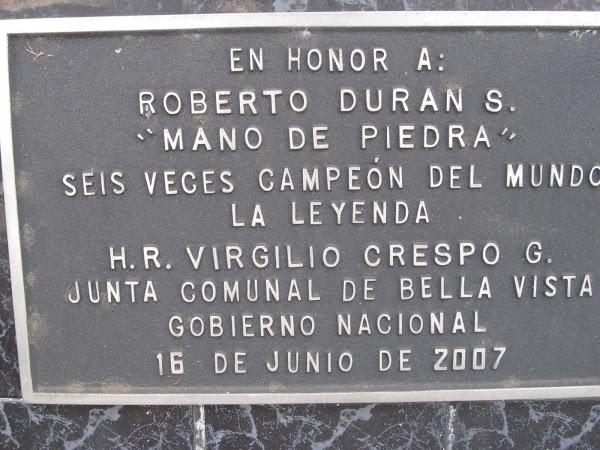 EN HONOR A:
ROBERTO DURAN S.
"MANO DE PIEDRA"
SEIS VECES CAMPEÓN DEL MUNDO
LA LEYENDA
H.R. VIRGILIO CRESPO G.
JUNTA COMUNAL DE BELLA VISTA
GOBIERNO NACIONAL
16 DE JUNIO DE 2007